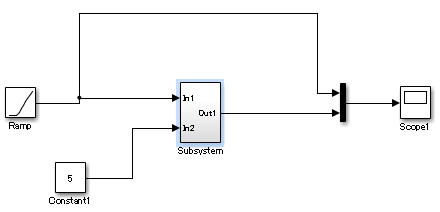 In1
Out1
In2
Ramp
Subsystem
Scope1
5
Constant1